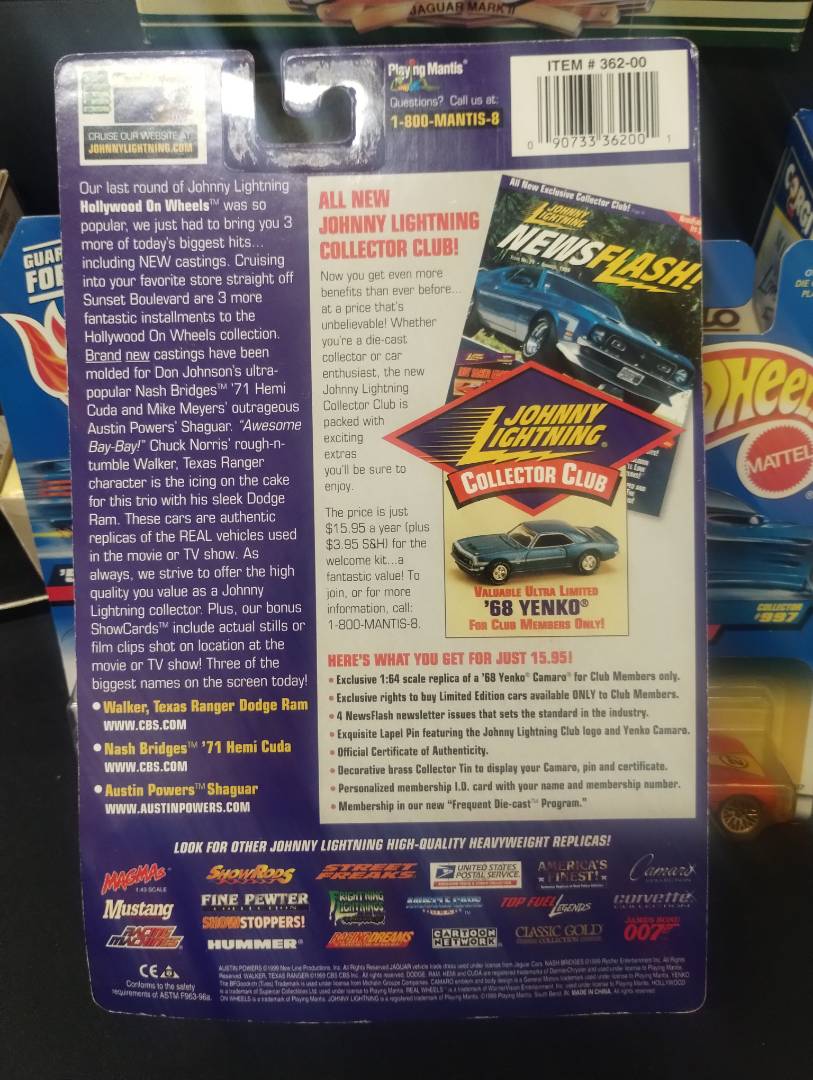 JAGUAR MARK II
CRUISE OUR WEBSITE AT
JOHNNYLIGHTNING.COM
Playing Mantis®
Questions? Call us at:
1-800-MANTIS-8
ITEM # 362-00
0 90733 36200 1
Our last round of Johnny Lightning
Hollywood On Wheels™ was so
popular, we just had to bring you 3
more of today's biggest hits...
including NEW castings. Cruising
into your favorite store straight off
Sunset Boulevard are 3 more
fantastic installments to the
Hollywood On Wheels collection.
Brand new castings have been
molded for Don Johnson's ultra-
popular Nash Bridges™ '71 Hemi
Cuda and Mike Meyers' outrageous
Austin Powers' Shaguar. "Awesome
Bay-Bay!" Chuck Norris' rough-n-
tumble Walker, Texas Ranger
character is the icing on the cake
for this trio with his sleek Dodge
Ram. These cars are authentic
replicas of the REAL vehicles used
in the movie or TV show. As
always, we strive to offer the high
quality you value as a Johnny
Lightning collector. Plus, our bonus
ShowCards™ include actual stills or
film clips shot on location at the
movie or TV show! Three of the
biggest names on the screen today!
• Walker, Texas Ranger Dodge Ram
WWW.CBS.COM
• Nash Bridges™ '71 Hemi Cuda
WWW.CBS.COM
• Austin Powers™ Shaguar
WWW.AUSTINPOWERS.COM
ALL NEW
JOHNNY LIGHTNING
COLLECTOR CLUB!
Now you get even more
benefits than ever before...
at a price that's
unbelievable! Whether
you're a die-cast
collector or car
enthusiast, the new
Johnny Lightning
Collector Club is
packed with
exciting
extras
you'll be sure to
enjoy.
The price is just
$15.95 a year (plus
$3.95 S&H) for the
welcome kit...a
fantastic value! To
join, or for more
information, call:
1-800-MANTIS-8.
All New Exclusive Collector Club!
JOHNNY
LIGHTNING
NEWSFLASH!
JOHNNY
LIGHTNING®
COLLECTOR CLUB
VALUABLE ULTRA LIMITED
'68 YENKO®
FOR CLUB MEMBERS ONLY!
HERE'S WHAT YOU GET FOR JUST 15.95!
• Exclusive 1:64 scale replica of a '68 Yenko® Camaro® for Club Members only.
• Exclusive rights to buy Limited Edition cars available ONLY to Club Members.
• 4 NewsFlash newsletter issues that sets the standard in the industry.
• Exquisite Lapel Pin featuring the Johnny Lightning Club logo and Yenko Camaro.
• Official Certificate of Authenticity.
• Decorative brass Collector Tin to display your Camaro, pin and certificate.
• Personalized membership I.D. card with your name and membership number.
• Membership in our new "Frequent Die-cast™ Program."
LOOK FOR OTHER JOHNNY LIGHTNING HIGH-QUALITY HEAVYWEIGHT REPLICAS!
MAGMAs
1:43 SCALE
SHOWRODS
STREET FREAKS
UNITED STATES POSTAL SERVICE
AMERICA'S FINEST!
Camaro
Mustang
FINE PEWTER
COLLECTION
FRIGHTNING LIGHTNINGS
MUSCLE CARS
TOP FUEL LEGENDS
corvette
COLLECTION
RACING MACHINES
SHOWSTOPPERS!
HUMMER®
RACING DREAMS
CARTOON NETWORK
CLASSIC GOLD
COLLECTION
JAMES BOND
007
CE
Conforms to the safety
requirements of ASTM F963-96a.
MADE IN CHINA.
GUAR
FO
CORGI
WHEEL
MATTEL
COLLECTOR
#997